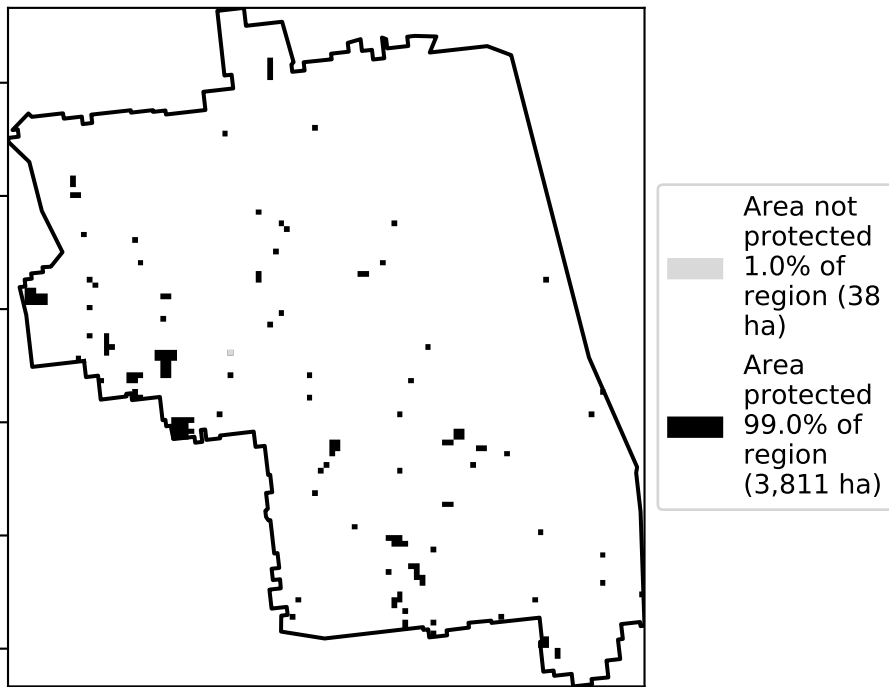 Area not
protected
1.0% of
region (38
ha)
Area
protected
99.0% of
region
(3,811 ha)